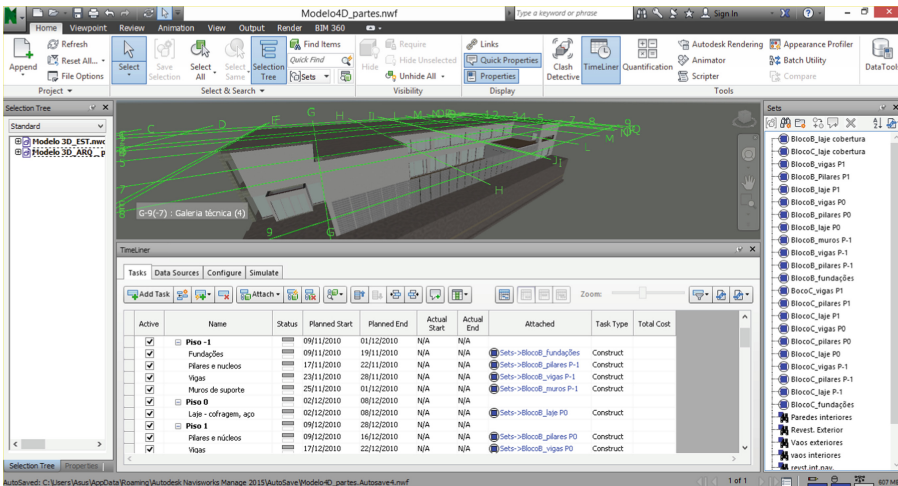 Modelo4D_partes.nwf
Type a keyword or phrase
Sign In
Home Viewpoint Review Animation View Output Render BIM 360
Append
Refresh
Reset All...
File Options
Project
Select
Save Selection
Select All
Select Same
Selection Tree
Find Items
Quick Find
Sets
Select & Search
Hide
Require
Hide Unselected
Unhide All
Visibility
Links
Quick Properties
Properties
Display
Clash Detective
TimeLiner
Quantification
Autodesk Rendering
Animator
Scripter
Appearance Profiler
Batch Utility
Compare
Tools
DataTools
Selection Tree
Standard
Modelo 3D_EST.nwc
Modelo 3D_ARQ_p
Selection Tree Properties
G-9(-7) : Galeria técnica (4)
TimeLiner
Tasks Data Sources Configure Simulate
Add Task Attach Zoom:
Active Name Status Planned Start Planned End Actual Start Actual End Attached Task Type Total Cost
Piso -1 09/11/2010 01/12/2010 N/A N/A
Fundações 09/11/2010 19/11/2010 N/A N/A Sets->BlocoB_fundações Construct
Pilares e nucleos 17/11/2010 22/11/2010 N/A N/A Sets->BlocoB_pilares P-1 Construct
Vigas 23/11/2010 28/11/2010 N/A N/A Sets->BlocoB_vigas P-1 Construct
Muros de suporte 25/11/2010 01/12/2010 N/A N/A Sets->BlocoB_muros P-1 Construct
Piso 0 02/12/2010 08/12/2010 N/A N/A
Laje - cofragem, aço 02/12/2010 08/12/2010 N/A N/A Sets->BlocoB_laje P0 Construct
Piso 1 09/12/2010 28/12/2010 N/A N/A
Pilares e núcleos 09/12/2010 16/12/2010 N/A N/A Sets->BlocoB_pilares P0 Construct
Vigas 17/12/2010 22/12/2010 N/A N/A Sets->BlocoB_vigas P0 Construct
Sets
BlocoB_laje cobertura
BlocoC_laje cobertura
BlocoB_vigas P1
BlocoB_Pilares P1
BlocoB_laje P1
BlocoB_vigas P0
BlocoB_pilares P0
BlocoB_laje P0
BlocoB_muros P-1
BlocoB_vigas P-1
BlocoB_pilares P-1
BlocoB_fundações
BocoC_vigas P1
BlocoC_pilares P1
BlocoC_laje P1
BlocoC_vigas P0
BlocoC_pilares P0
BlocoC_laje P0
BlocoC_vigas P-1
BlocoC_pilares P-1
BlocoC_laje P-1
BlocoC_fundações
Paredes interiores
Revest. Exterior
Vaos exteriores
vaos interiores
revst.int.pav.
AutoSaved: C:\Users\Asus\AppData\Roaming\Autodesk Navisworks Manage 2015\AutoSave\Modelo4D_partes.Autosave4.nwf
1 of 1
607 MB